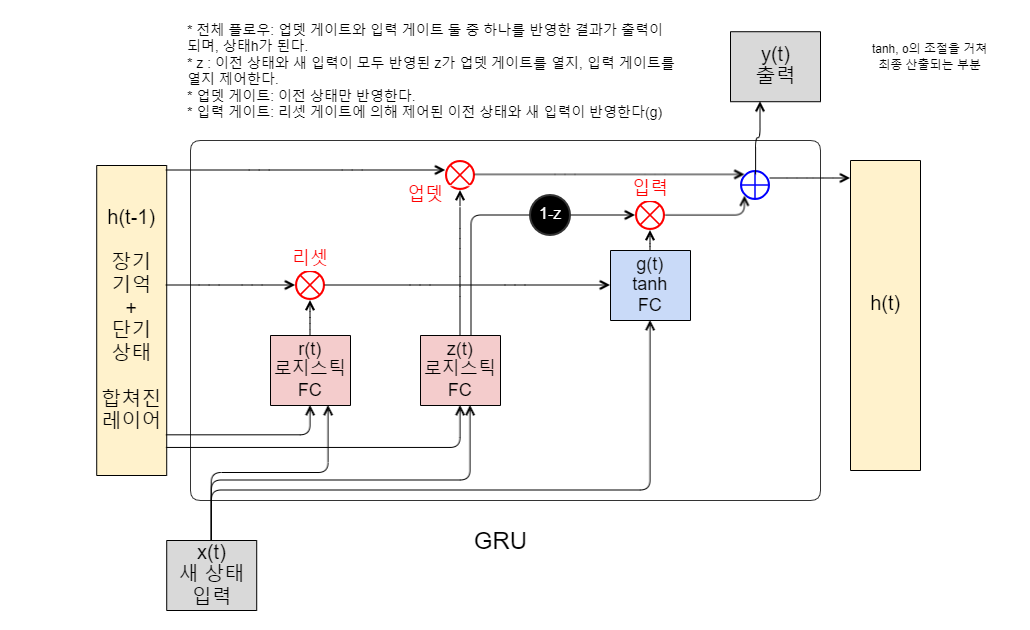 * 전체 플로우: 업뎃 게이트와 입력 게이트 둘 중 하나를 반영한 결과가 출력이
되며, 상태h가 된다.
* z : 이전 상태와 새 입력이 모두 반영된 z가 업뎃 게이트를 열지, 입력 게이트를
열지 제어한다.
* 업뎃 게이트: 이전 상태만 반영한다.
* 입력 게이트: 리셋 게이트에 의해 제어된 이전 상태와 새 입력이 반영한다(g)
y(t)
출력
tanh, o의 조절을 거쳐
최종 산출되는 부분
h(t-1)
장기
기억
+
단기
상태
합쳐진
레이어
업뎃
입력
1-z
리셋
g(t)
tanh
FC
h(t)
r(t)
로지스틱
FC
z(t)
로지스틱
FC
GRU
x(t)
새 상태
입력